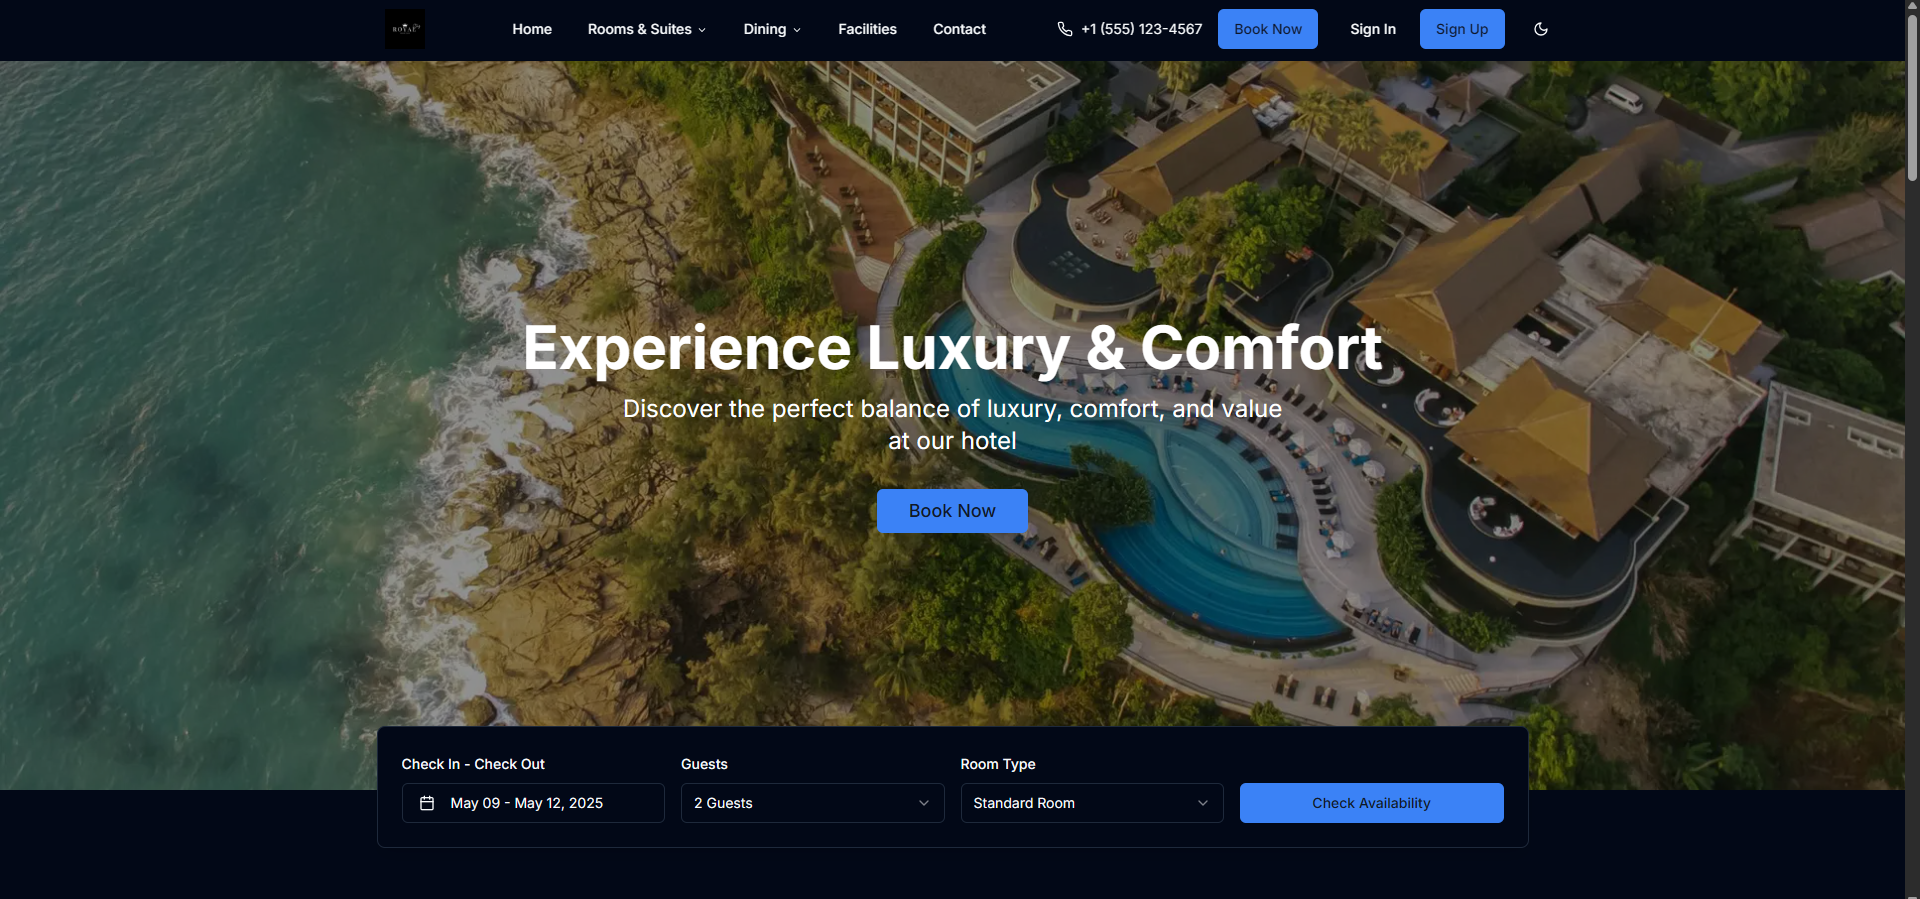 ROYAL
Home
Rooms & Suites
Dining
Facilities
Contact
+1 (555) 123-4567
Book Now
Sign In
Sign Up
Experience Luxury & Comfort
Discover the perfect balance of luxury, comfort, and value
at our hotel
Book Now
Check In - Check Out
Guests
Room Type
May 09 - May 12, 2025
2 Guests
Standard Room
Check Availability